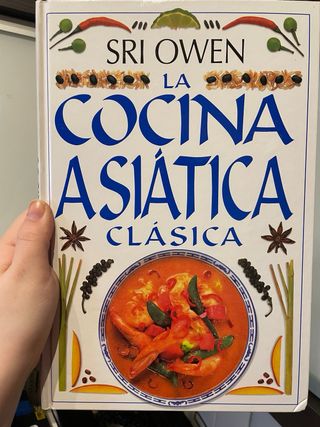 SRI OWEN
LA
COCINA
ASIÁTICA
CLÁSICA